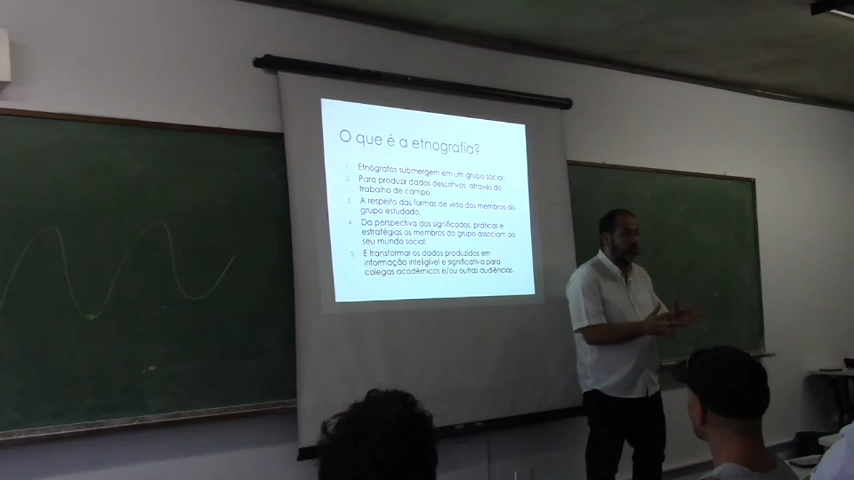 O que é a etnografia?
1. Etnógrafos submergem em um grupo social;
2. Para produzir dados descritivos, através do
trabalho de campo;
3. A respeito das formas de vida dos membros do
grupo estudado;
4. Da perspectiva dos significados, práticas e
estratégias os membros do grupo associam ao
seu mundo social;
5. E transformar os dados produzidos em
informação inteligível e significativa para
colegas acadêmicos e/ou outras audiências.